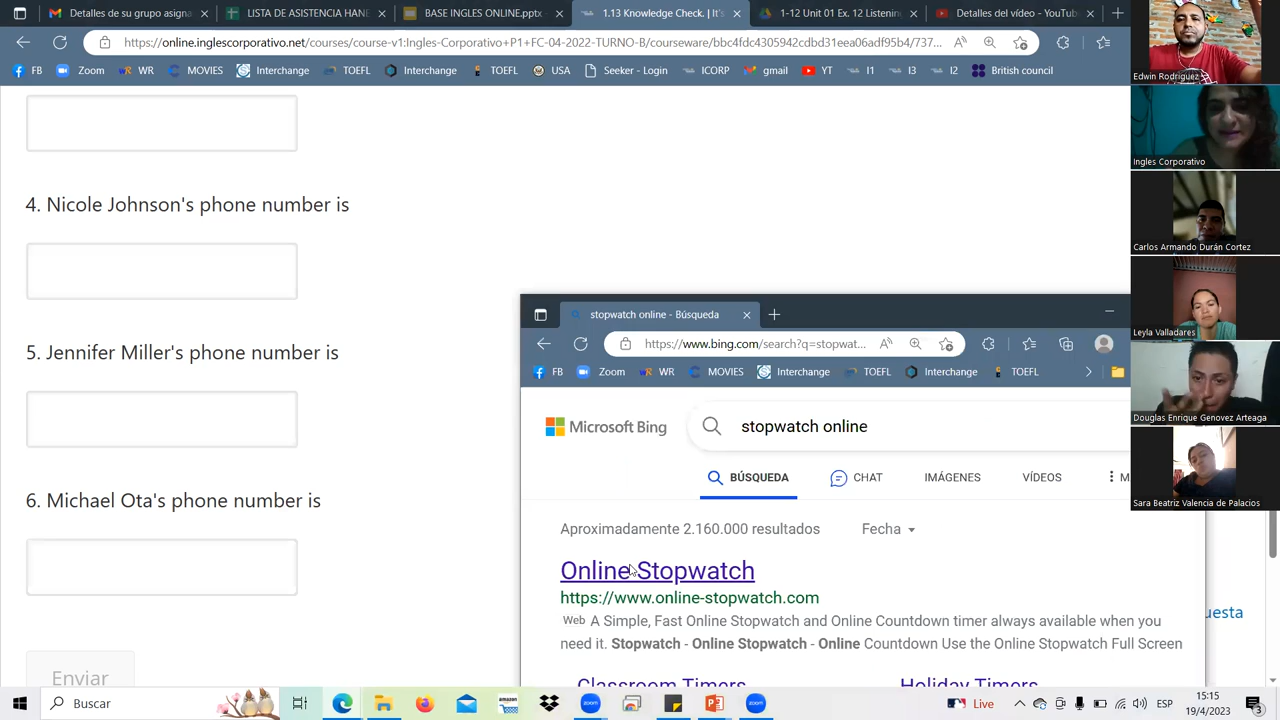 Detalles de su grupo asigna
LISTA DE ASISTENCIA HANE
BASE INGLES ONLINE.pptx
1.13 Knowledge Check. | It's
1-12 Unit 01 Ex. 12 Listening
Detalles del vídeo - YouTu
https://online.inglescorporativo.net/courses/course-v1:Ingles-Corporativo+P1+FC-04-2022-TURNO-B/courseware/bbc4fdc4305942cdbd31eea06adf95b4/737...
FB
Zoom
WR
MOVIES
Interchange
TOEFL
Interchange
TOEFL
USA
Seeker - Login
ICORP
gmail
YT
I1
I3
I2
British council
4. Nicole Johnson's phone number is
5. Jennifer Miller's phone number is
6. Michael Ota's phone number is
Enviar
uesta
stopwatch online - Búsqueda
https://www.bing.com/search?q=stopwat...
FB
Zoom
WR
MOVIES
Interchange
TOEFL
Interchange
TOEFL
Microsoft Bing
stopwatch online
BÚSQUEDA
CHAT
IMÁGENES
VÍDEOS
M
Aproximadamente 2.160.000 resultados
Fecha
Online Stopwatch
https://www.online-stopwatch.com
Web A Simple, Fast Online Stopwatch and Online Countdown timer always available when you
need it. Stopwatch - Online Stopwatch - Online Countdown Use the Online Stopwatch Full Screen
Classroom Timers
Holiday Timers
Edwin Rodriguez
Ingles Corporativo
Carlos Armando Durán Cortez
Leyla Valladares
Douglas Enrique Genovez Arteaga
Sara Beatriz Valencia de Palacios
Buscar
Live
ESP
15:15
19/4/2023
3